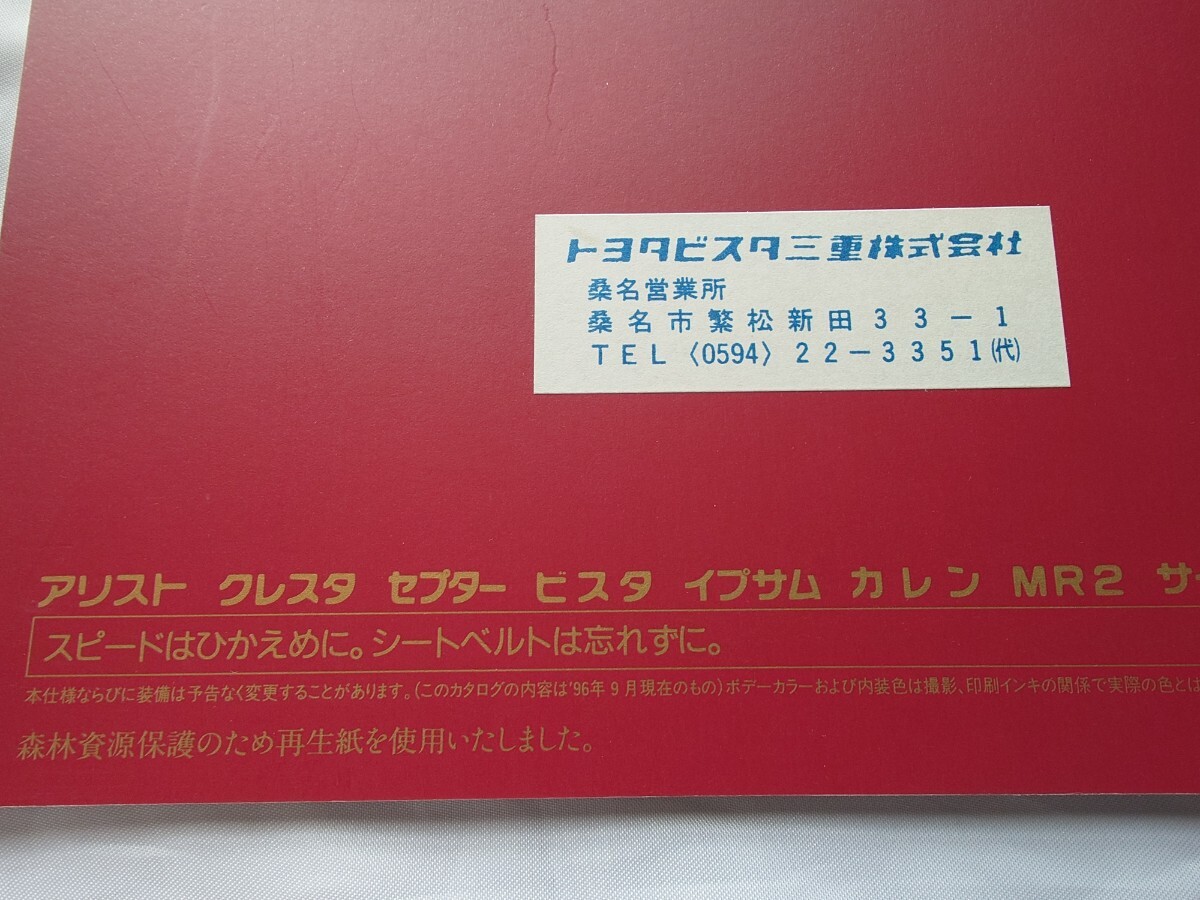 トヨタビスタ三重株式会社
桑名営業所
桑名市繁松新田33-1
TEL〈0594〉22-3351㈹
アリスト クレスタ セプター ビスタ イプサム カレン MR2 サイ
スピードはひかえめに。シートベルトは忘れずに。
本仕様ならびに装備は予告なく変更することがあります。(このカタログの内容は'96年9月現在のもの)ボデーカラーおよび内装色は撮影、印刷インキの関係で実際の色とは
森林資源保護のため再生紙を使用いたしました。